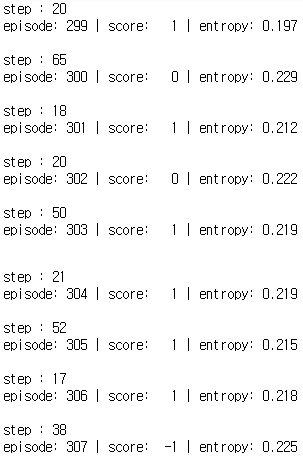 step : 20
episode: 299 | score:   1 | entropy: 0.197
step : 65
episode: 300 | score:   0 | entropy: 0.229
step : 18
episode: 301 | score:   1 | entropy: 0.212
step : 20
episode: 302 | score:   0 | entropy: 0.222
step : 50
episode: 303 | score:   1 | entropy: 0.219
step : 21
episode: 304 | score:   1 | entropy: 0.219
step : 52
episode: 305 | score:   1 | entropy: 0.215
step : 17
episode: 306 | score:   1 | entropy: 0.218
step : 38
episode: 307 | score:  -1 | entropy: 0.225